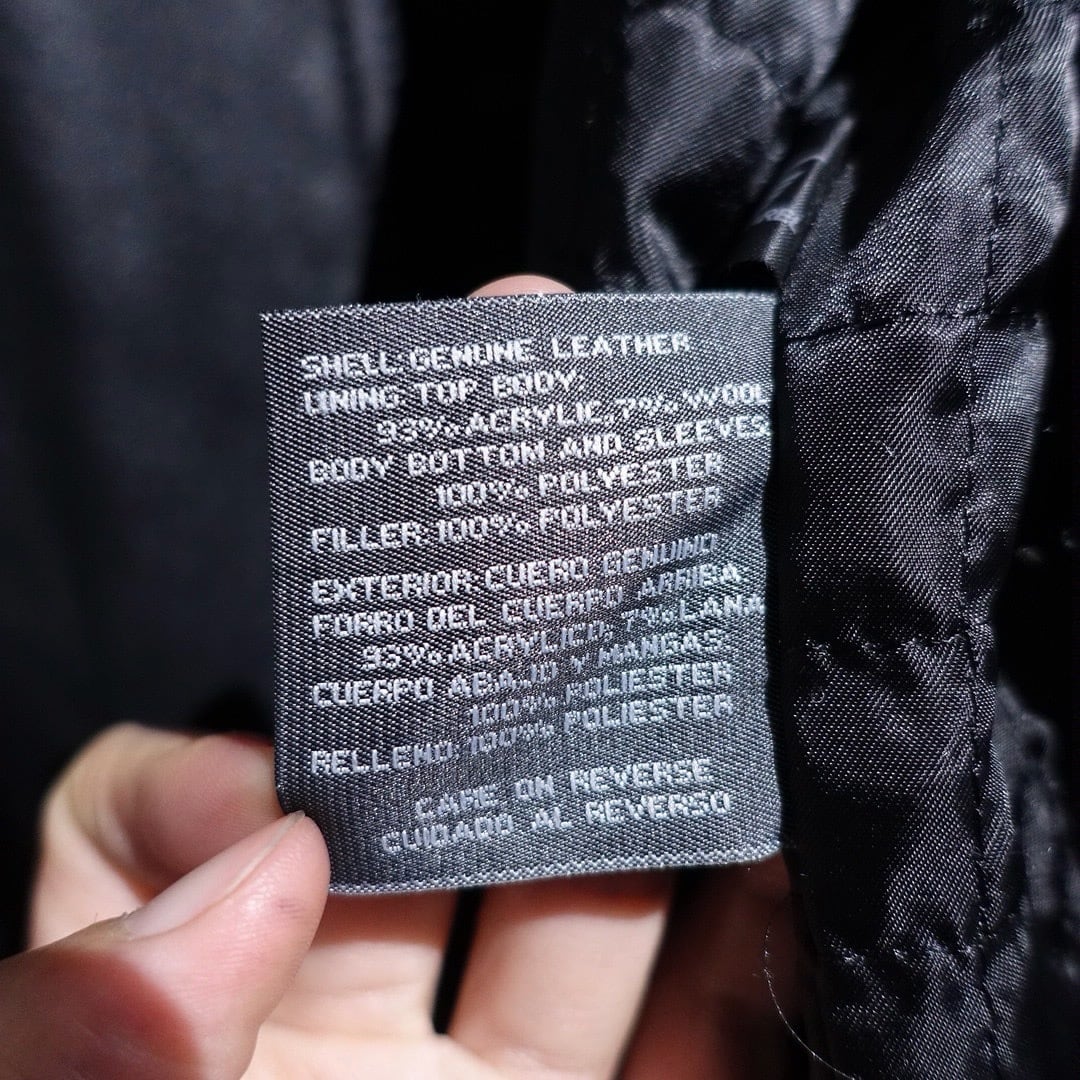 SHELL:GENUINE LEATHER
LINING TOP BODY:
93% ACRYLIC, 7% WOOL
BODY BOTTON AND SLEEVES
100% POLYESTER
FILLER:100% POLYESTER
EXTERIOR:CUERO GENUINO
FORRO DEL CUERPO ARRIBA
93% ACRYLICO, 7% LANA
CUERPO ABAJO Y MANGAS
100% POLIESTER
RELLENO:100% POLIESTER
CARE ON REVERSE
CUIDADO AL REVERSO